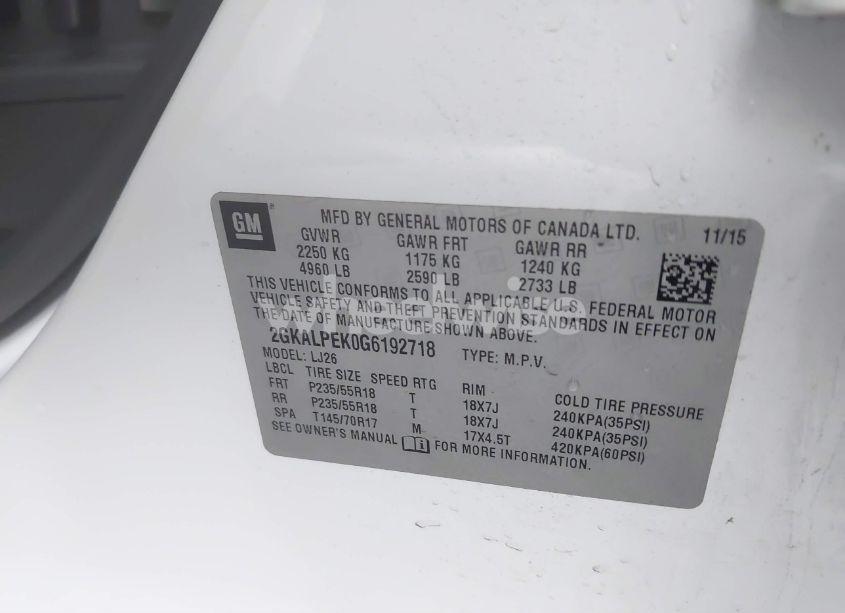 GM
MFD BY GENERAL MOTORS OF CANADA LTD. 11/15
GVWR GAWR FRT GAWR RR
2250 KG 1175 KG 1240 KG
4960 LB 2590 LB 2733 LB
THIS VEHICLE CONFORMS TO ALL APPLICABLE U.S. FEDERAL MOTOR
VEHICLE SAFETY AND THEFT PREVENTION STANDARDS IN EFFECT ON
THE DATE OF MANUFACTURE SHOWN ABOVE.
2GKALPEK0G6192718 TYPE: M.P.V.
MODEL: LJ26
LBCL TIRE SIZE SPEED RTG RIM COLD TIRE PRESSURE
FRT P235/55R18 T 18X7J 240KPA(35PSI)
RR P235/55R18 T 18X7J 240KPA(35PSI)
SPA T145/70R17 M 17X4.5T 420KPA(60PSI)
SEE OWNER'S MANUAL i FOR MORE INFORMATION.